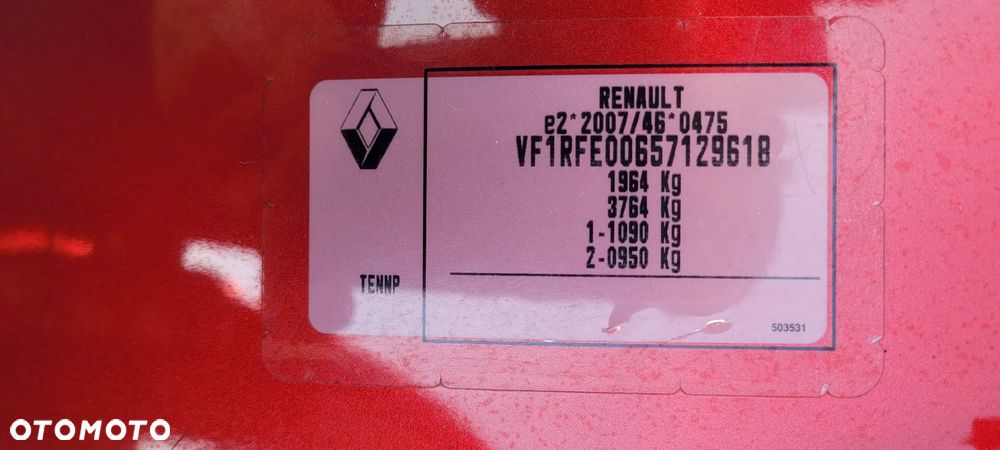 RENAULT
e2*2007/46*0475
VF1RFE00657129618
1964 Kg
3764 Kg
1-1090 Kg
2-0950 Kg
TENNP
503531
OTOMOTO